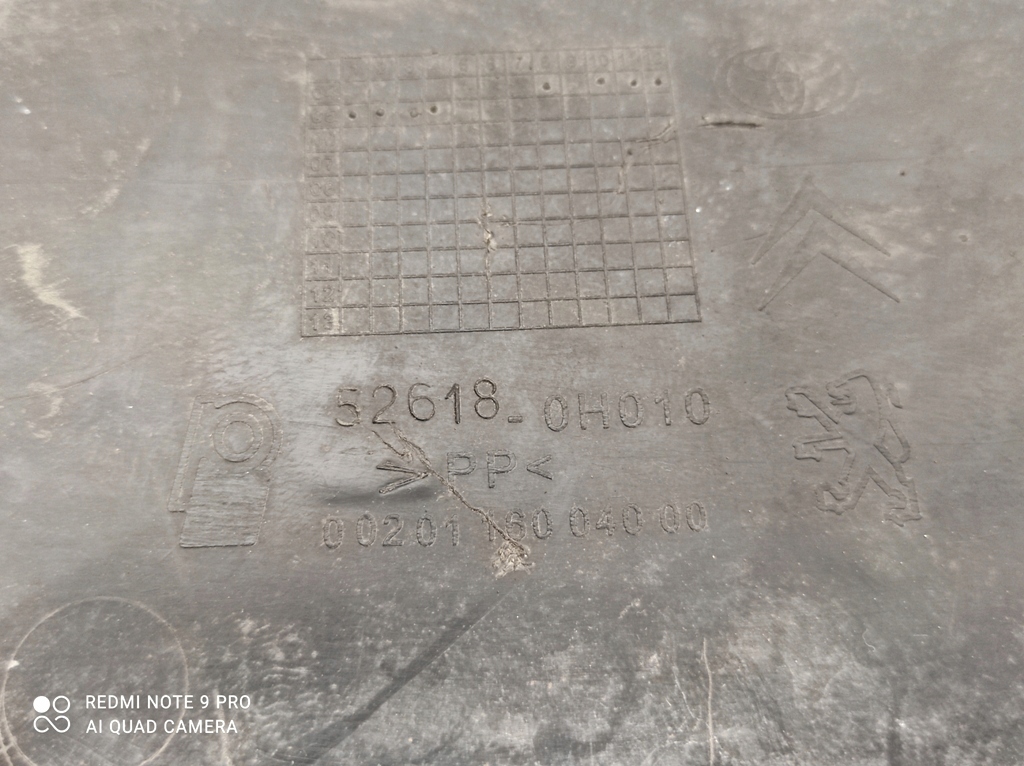 52618-0H010
>PP<
00201 160 040 00
REDMI NOTE 9 PRO
AI QUAD CAMERA